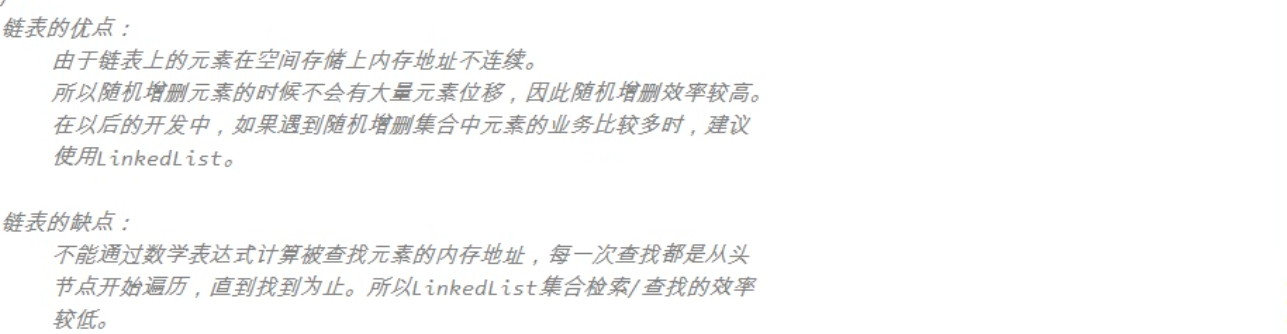 链表的优点：
由于链表上的元素在空间存储上内存地址不连续。
所以随机增删元素的时候不会有大量元素位移，因此随机增删效率较高。
在以后的开发中，如果遇到随机增删集合中元素的业务比较多时，建议
使用LinkedList。
链表的缺点：
不能通过数学表达式计算被查找元素的内存地址，每一次查找都是从头
节点开始遍历，直到找到为止。所以LinkedList集合检索/查找的效率
较低。